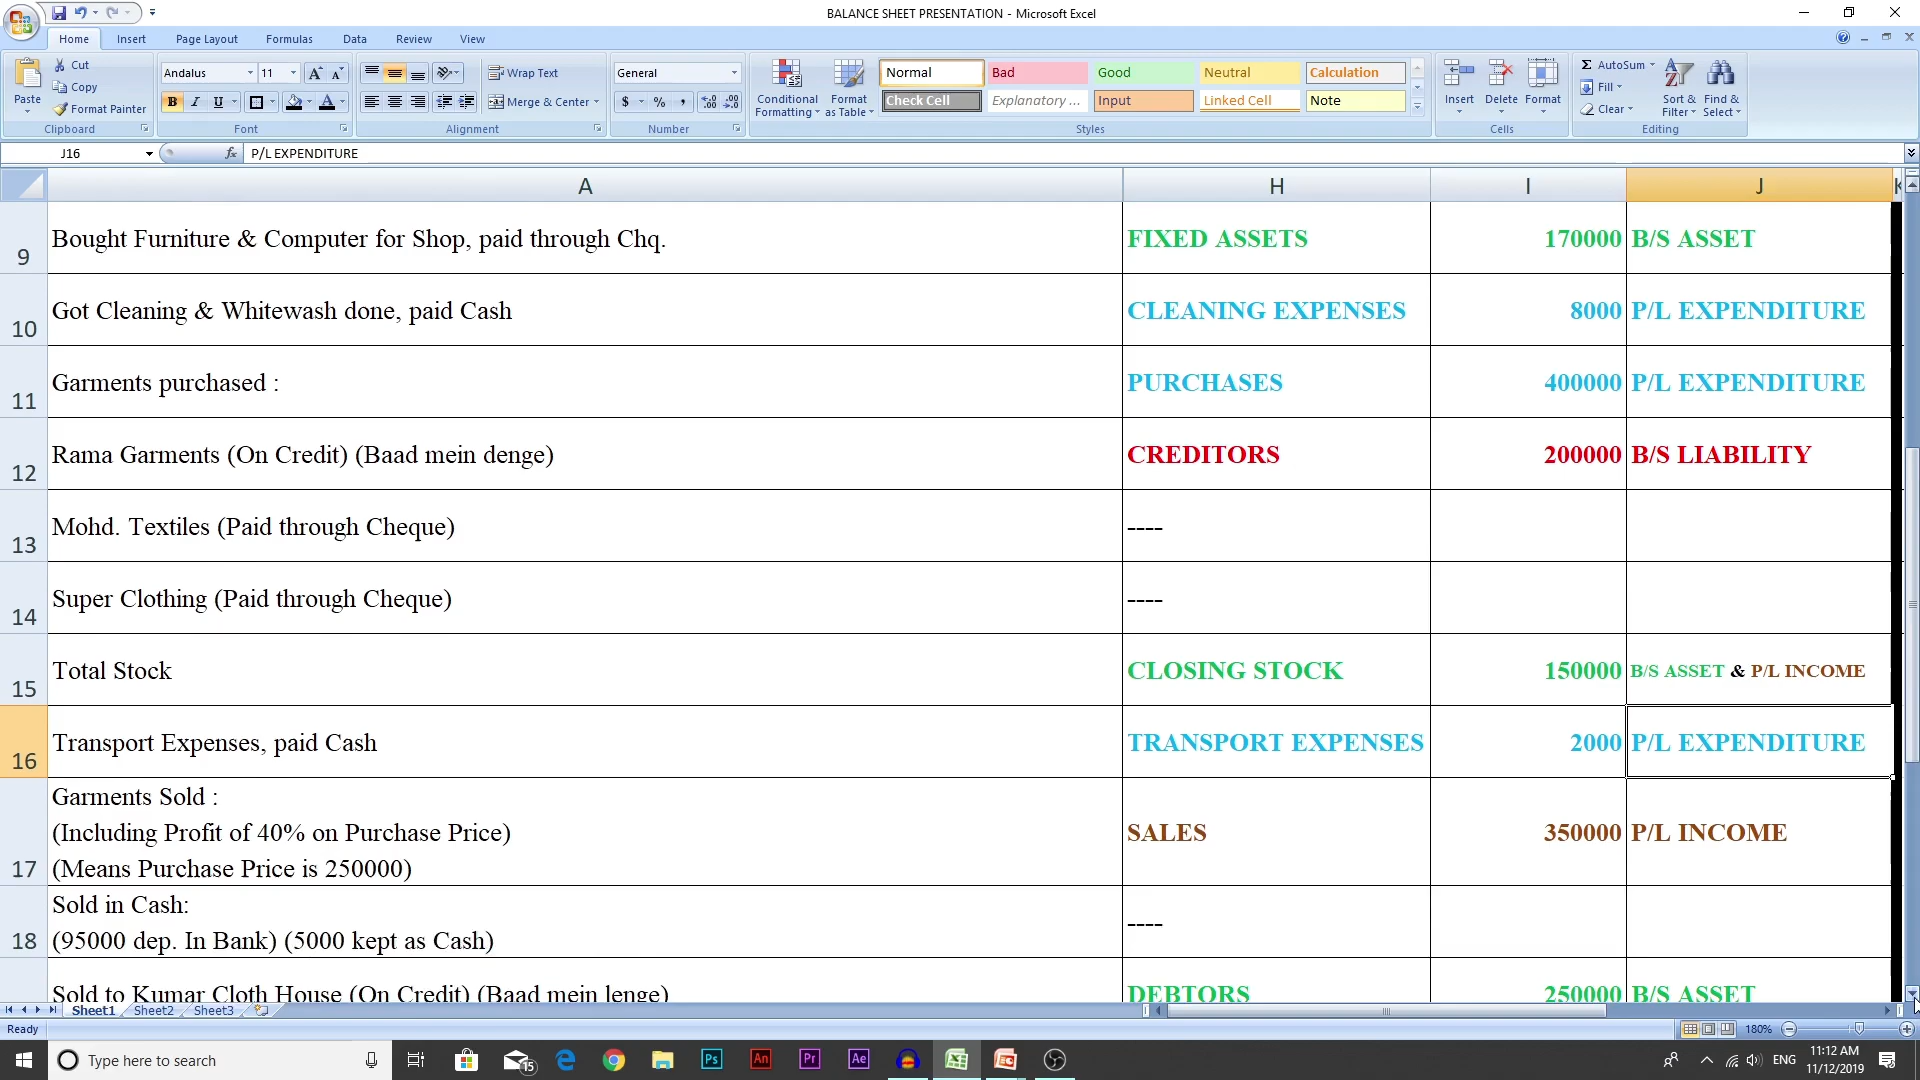 BALANCE SHEET PRESENTATION - Microsoft Excel
Home Insert Page Layout Formulas Data Review View
Paste
Cut
Copy
Format Painter
Clipboard
Andalus 11
B I U
Font
Wrap Text
Merge & Center
Alignment
General
$ % ,
Number
Conditional Formatting
Format as Table
Normal Bad Good Neutral Calculation
Check Cell Explanatory ... Input Linked Cell Note
Styles
Insert Delete Format
Cells
AutoSum
Fill
Clear
Sort & Filter
Find & Select
Editing
J16 fx P/L EXPENDITURE
A H I J K
9 Bought Furniture & Computer for Shop, paid through Chq. FIXED ASSETS 170000 B/S ASSET
10 Got Cleaning & Whitewash done, paid Cash CLEANING EXPENSES 8000 P/L EXPENDITURE
11 Garments purchased : PURCHASES 400000 P/L EXPENDITURE
12 Rama Garments (On Credit) (Baad mein denge) CREDITORS 200000 B/S LIABILITY
13 Mohd. Textiles (Paid through Cheque) ----
14 Super Clothing (Paid through Cheque) ----
15 Total Stock CLOSING STOCK 150000 B/S ASSET & P/L INCOME
16 Transport Expenses, paid Cash TRANSPORT EXPENSES 2000 P/L EXPENDITURE
Garments Sold :
(Including Profit of 40% on Purchase Price) SALES 350000 P/L INCOME
17 (Means Purchase Price is 250000)
Sold in Cash: ----
18 (95000 dep. In Bank) (5000 kept as Cash)
Sold to Kumar Cloth House (On Credit) (Baad mein lenge) DEBTORS 250000 B/S ASSET
Sheet1 Sheet2 Sheet3
Ready 180%
Type here to search
15
Ps An Pr Ae
ENG
11:12 AM
11/12/2019